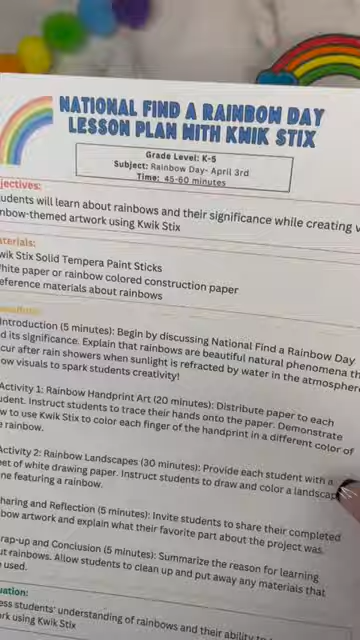 NATIONAL FIND A RAINBOW DAY
LESSON PLAN WITH KWIK STIX
Grade Level: K-5
Subject: Rainbow Day- April 3rd
Time: 45-60 minutes
jectives:
udents will learn about rainbows and their significance while creating v
nbow-themed artwork using Kwik Stix
terials:
wik Stix Solid Tempera Paint Sticks
hite paper or rainbow colored construction paper
eference materials about rainbows
Introduction (5 minutes): Begin by discussing National Find a Rainbow Day
d its significance. Explain that rainbows are beautiful natural phenomena th
cur after rain showers when sunlight is refracted by water in the atmosphere
ow visuals to spark students creativity!
Activity 1: Rainbow Handprint Art (20 minutes): Distribute paper to each
udent. Instruct students to trace their hands onto the paper. Demonstrate
w to use Kwik Stix to color each finger of the handprint in a different color of
e rainbow.
Activity 2: Rainbow Landscapes (30 minutes): Provide each student with a
eet of white drawing paper. Instruct students to draw and color a landscap
ne featuring a rainbow.
haring and Reflection (5 minutes): Invite students to share their completed
bow artwork and explain what their favorite part about the project was.
rap-up and Conclusion (5 minutes): Summarize the reason for learning
ut rainbows. Allow students to clean up and put away any materials that
e used.
uation:
ess students' understanding of rainbows and their ability to
ork using Kwik Stix